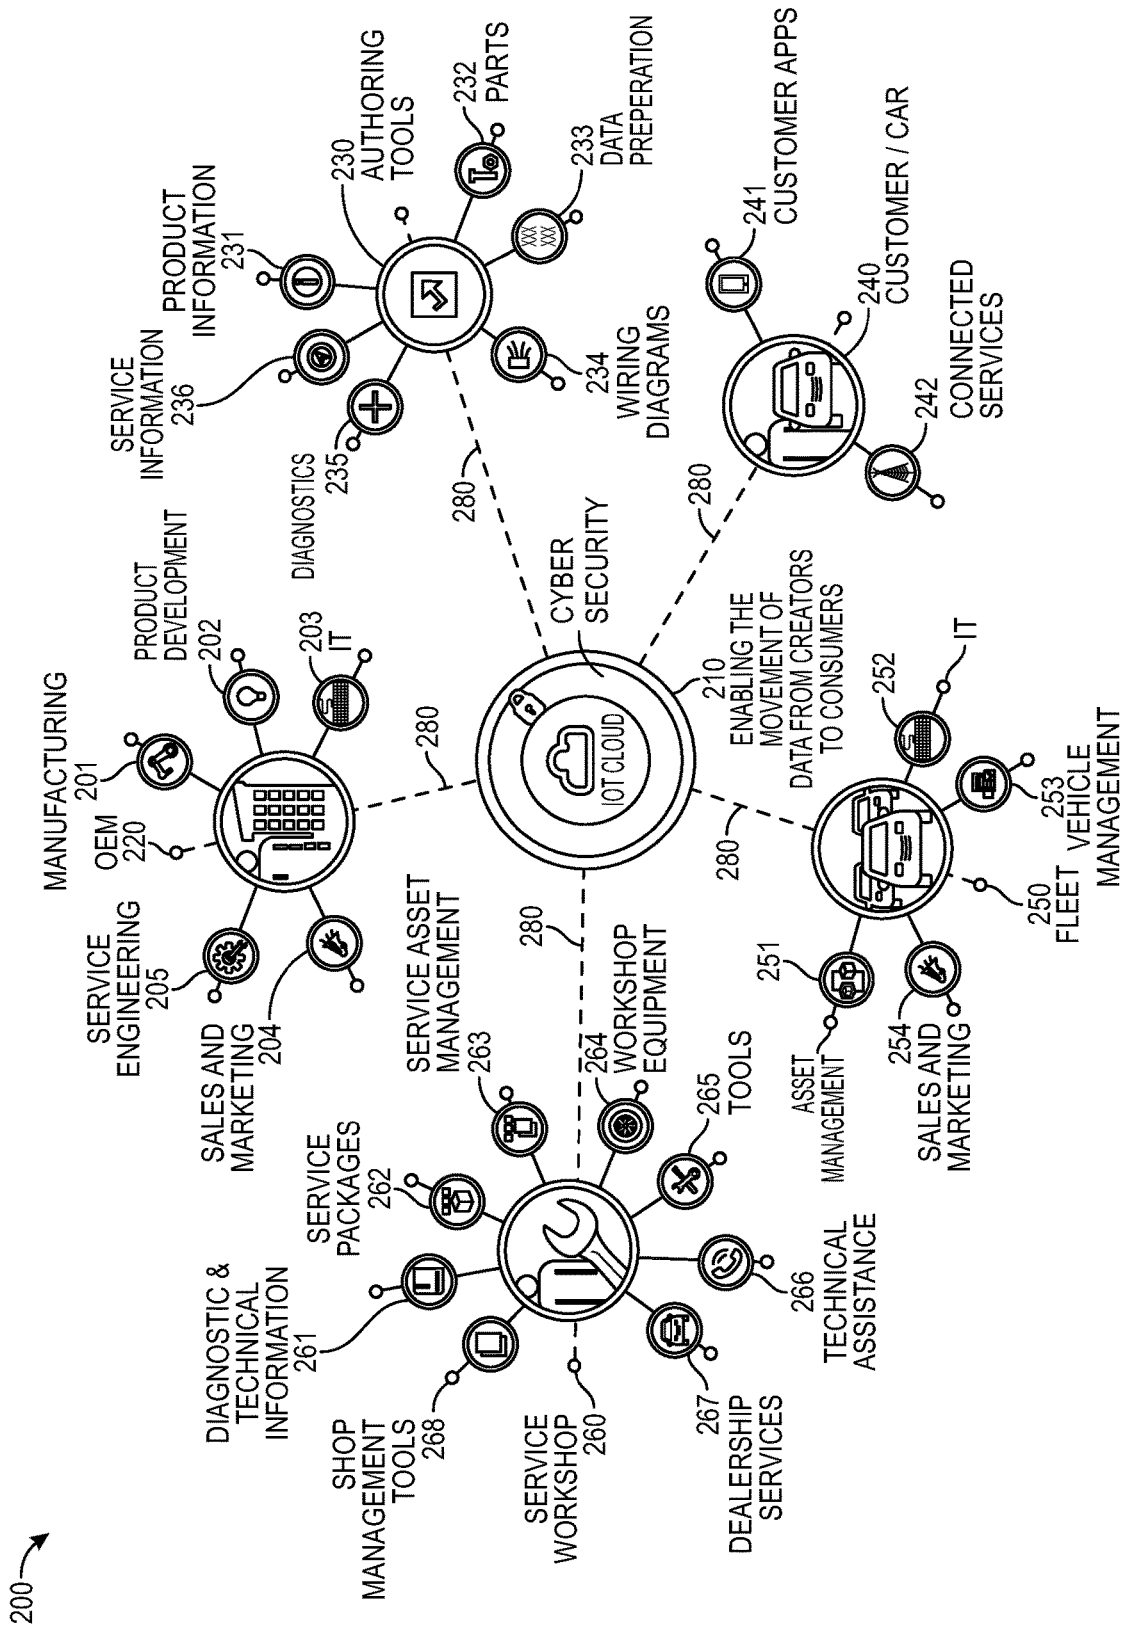 200
DIAGNOSTIC &
TECHNICAL
INFORMATION
261
SERVICE
PACKAGES
262
SERVICE ASSET
MANAGEMENT
263
SHOP
MANAGEMENT
TOOLS
268
SERVICE
WORKSHOP
260
264
WORKSHOP
EQUIPMENT
265
TOOLS
266
TECHNICAL
ASSISTANCE
267
DEALERSHIP
SERVICES
280
SERVICE
ENGINEERING
205
OEM
220
MANUFACTURING
201
PRODUCT
DEVELOPMENT
202
203
IT
SALES AND
MARKETING
204
280
IOT CLOUD
CYBER
SECURITY
210
ENABLING THE
MOVEMENT OF
DATA FROM CREATORS
TO CONSUMERS
280
251
ASSET
MANAGEMENT
254
SALES AND
MARKETING
250
FLEET
253
VEHICLE
MANAGEMENT
252
IT
SERVICE
INFORMATION
236
PRODUCT
INFORMATION
231
230
AUTHORING
TOOLS
232
PARTS
233
DATA
PREPERATION
234
WIRING
DIAGRAMS
DIAGNOSTICS
235
280
280
241
CUSTOMER APPS
240
CUSTOMER / CAR
242
CONNECTED
SERVICES